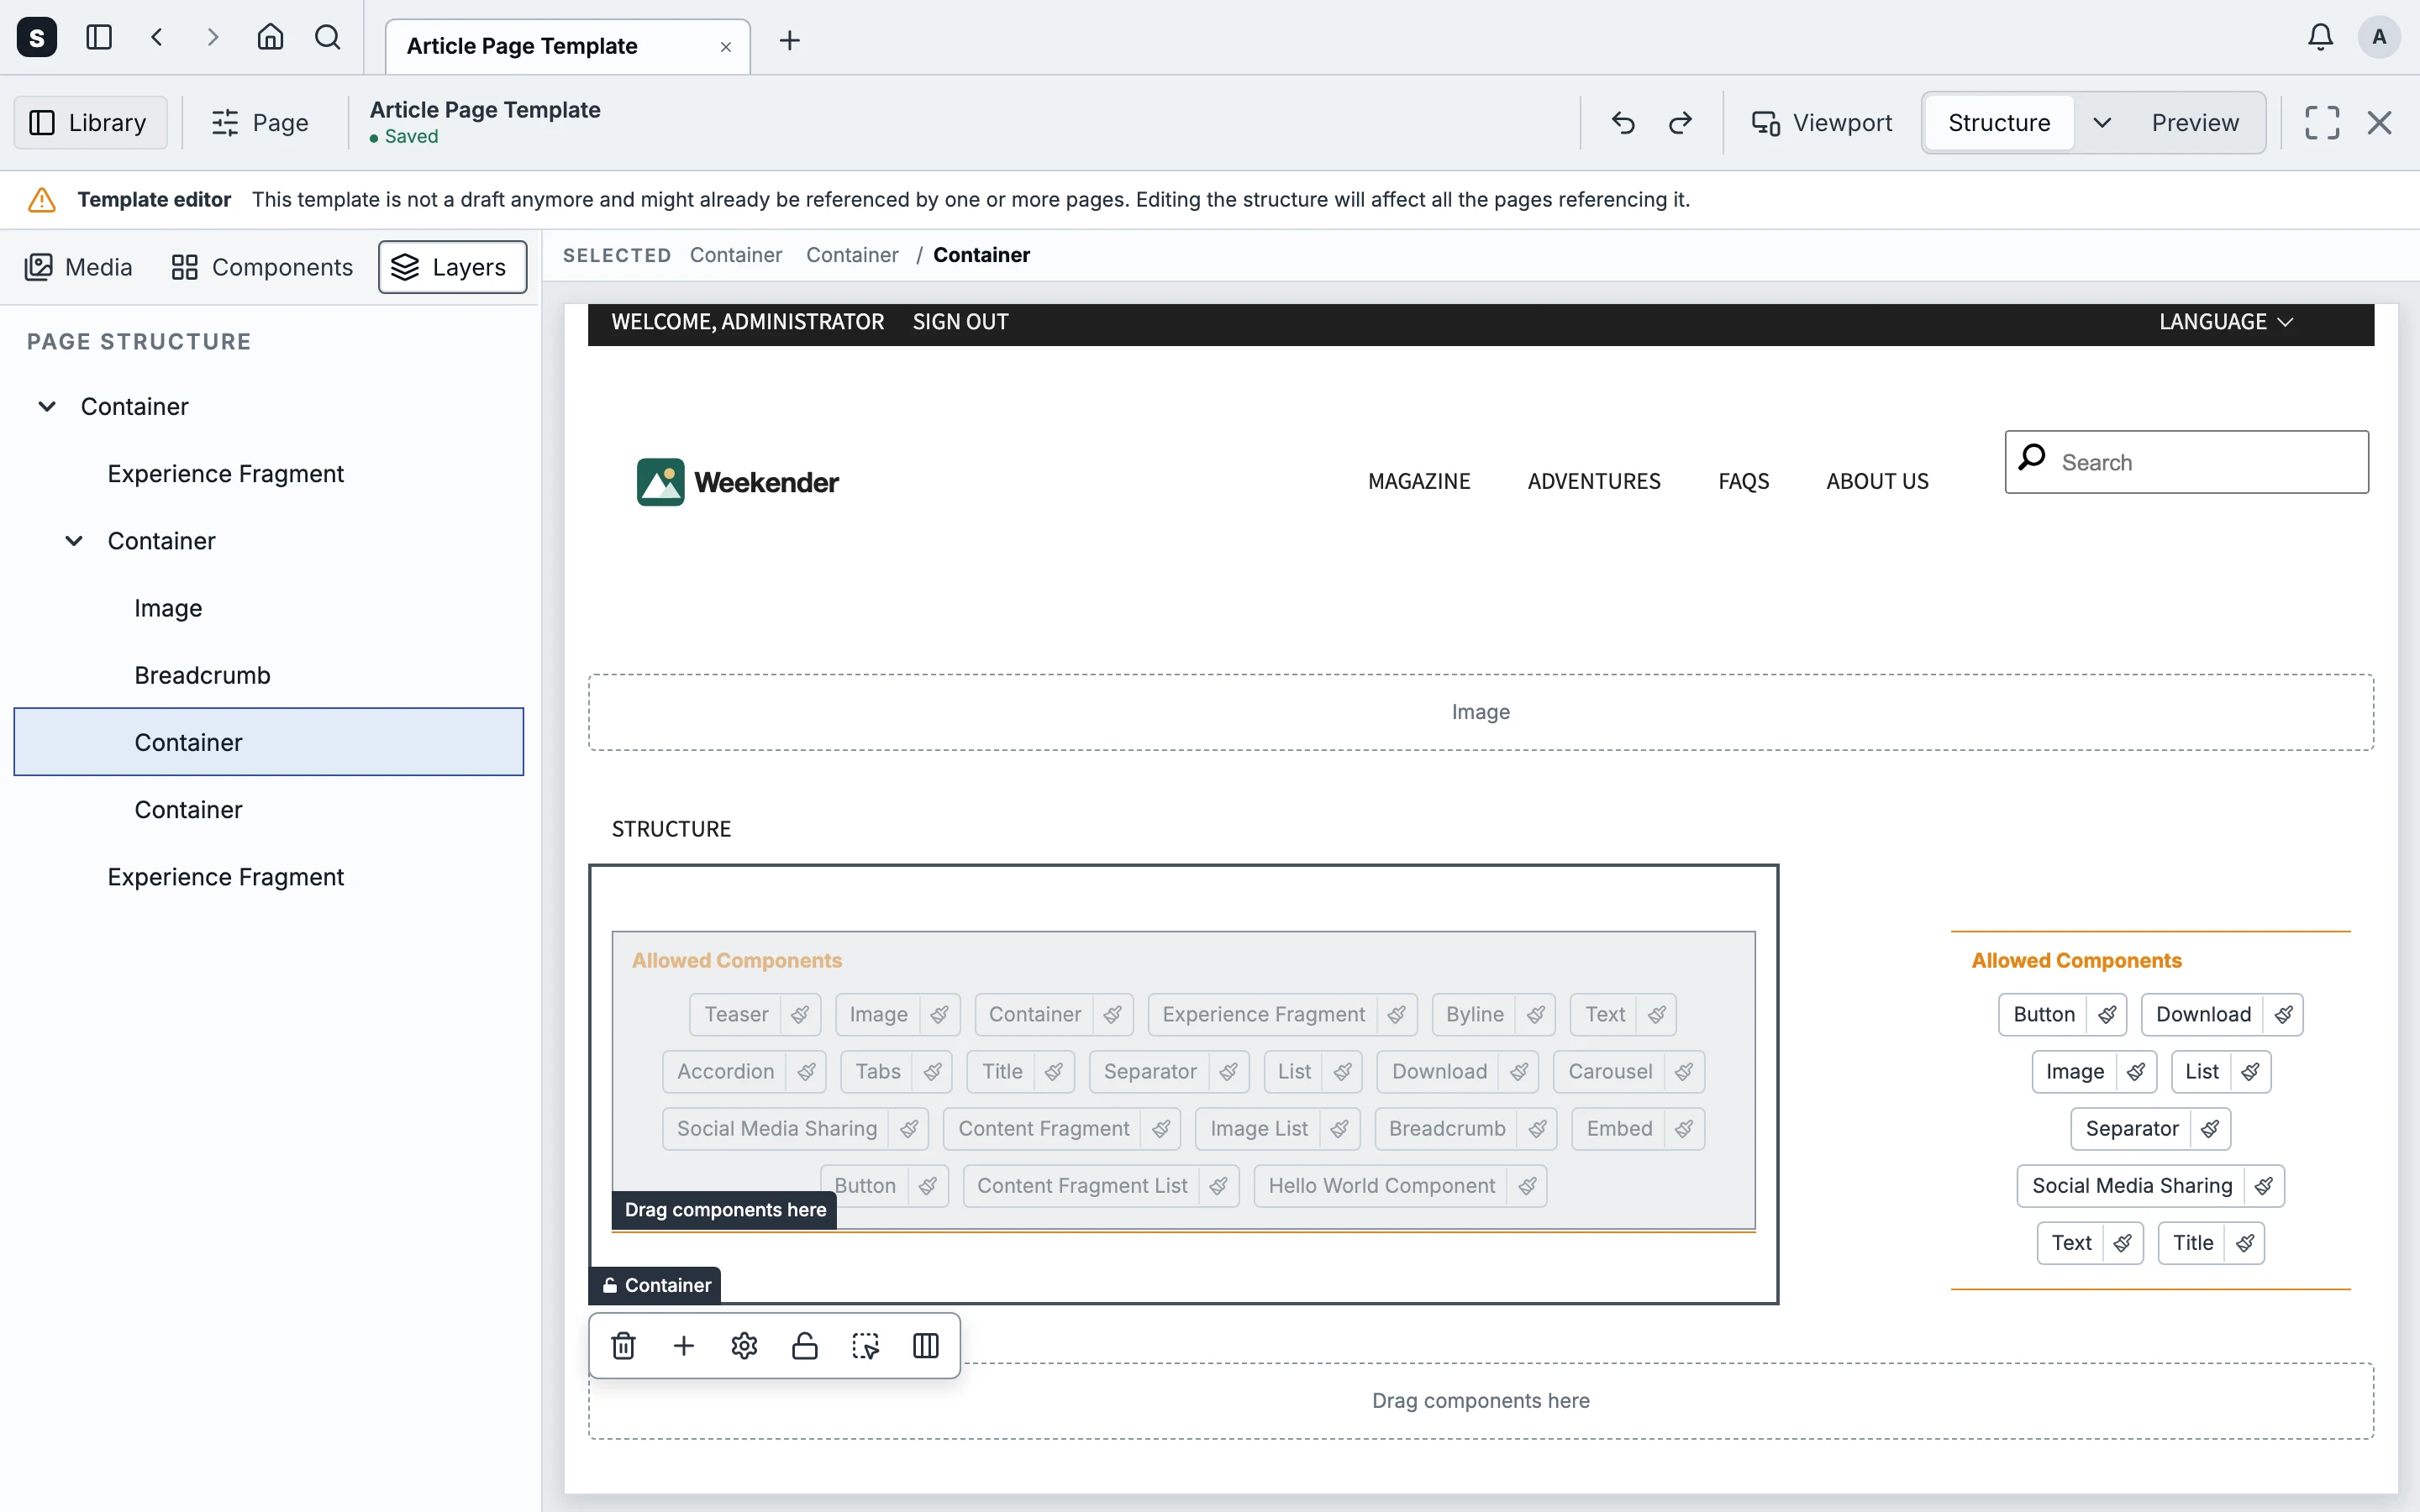 S
Article Page Template
A
Library
Page
Article Page Template
Saved
Viewport
Structure
Preview
Template editor This template is not a draft anymore and might already be referenced by one or more pages. Editing the structure will affect all the pages referencing it.
Media
Components
Layers
SELECTED Container Container / Container
PAGE STRUCTURE
Container
Experience Fragment
Container
Image
Breadcrumb
Container
Container
Experience Fragment
WELCOME, ADMINISTRATOR SIGN OUT LANGUAGE
Weekender
MAGAZINE ADVENTURES FAQS ABOUT US
Search
Image
STRUCTURE
Allowed Components
Teaser Image Container Experience Fragment Byline Text
Accordion Tabs Title Separator List Download Carousel
Social Media Sharing Content Fragment Image List Breadcrumb Embed
Button Content Fragment List Hello World Component
Drag components here
Container
Allowed Components
Button Download
Image List
Separator
Social Media Sharing
Text Title
Drag components here